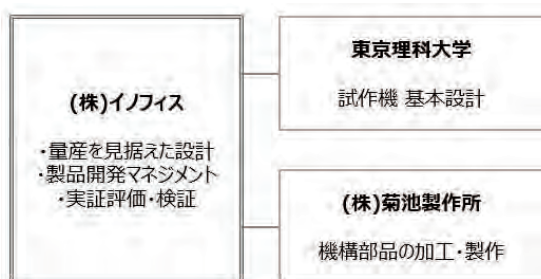 (株)イノフィス
・量産を見据えた設計
・製品開発マネジメント
・実証評価・検証
東京理科大学
試作機 基本設計
(株)菊池製作所
機構部品の加工・製作